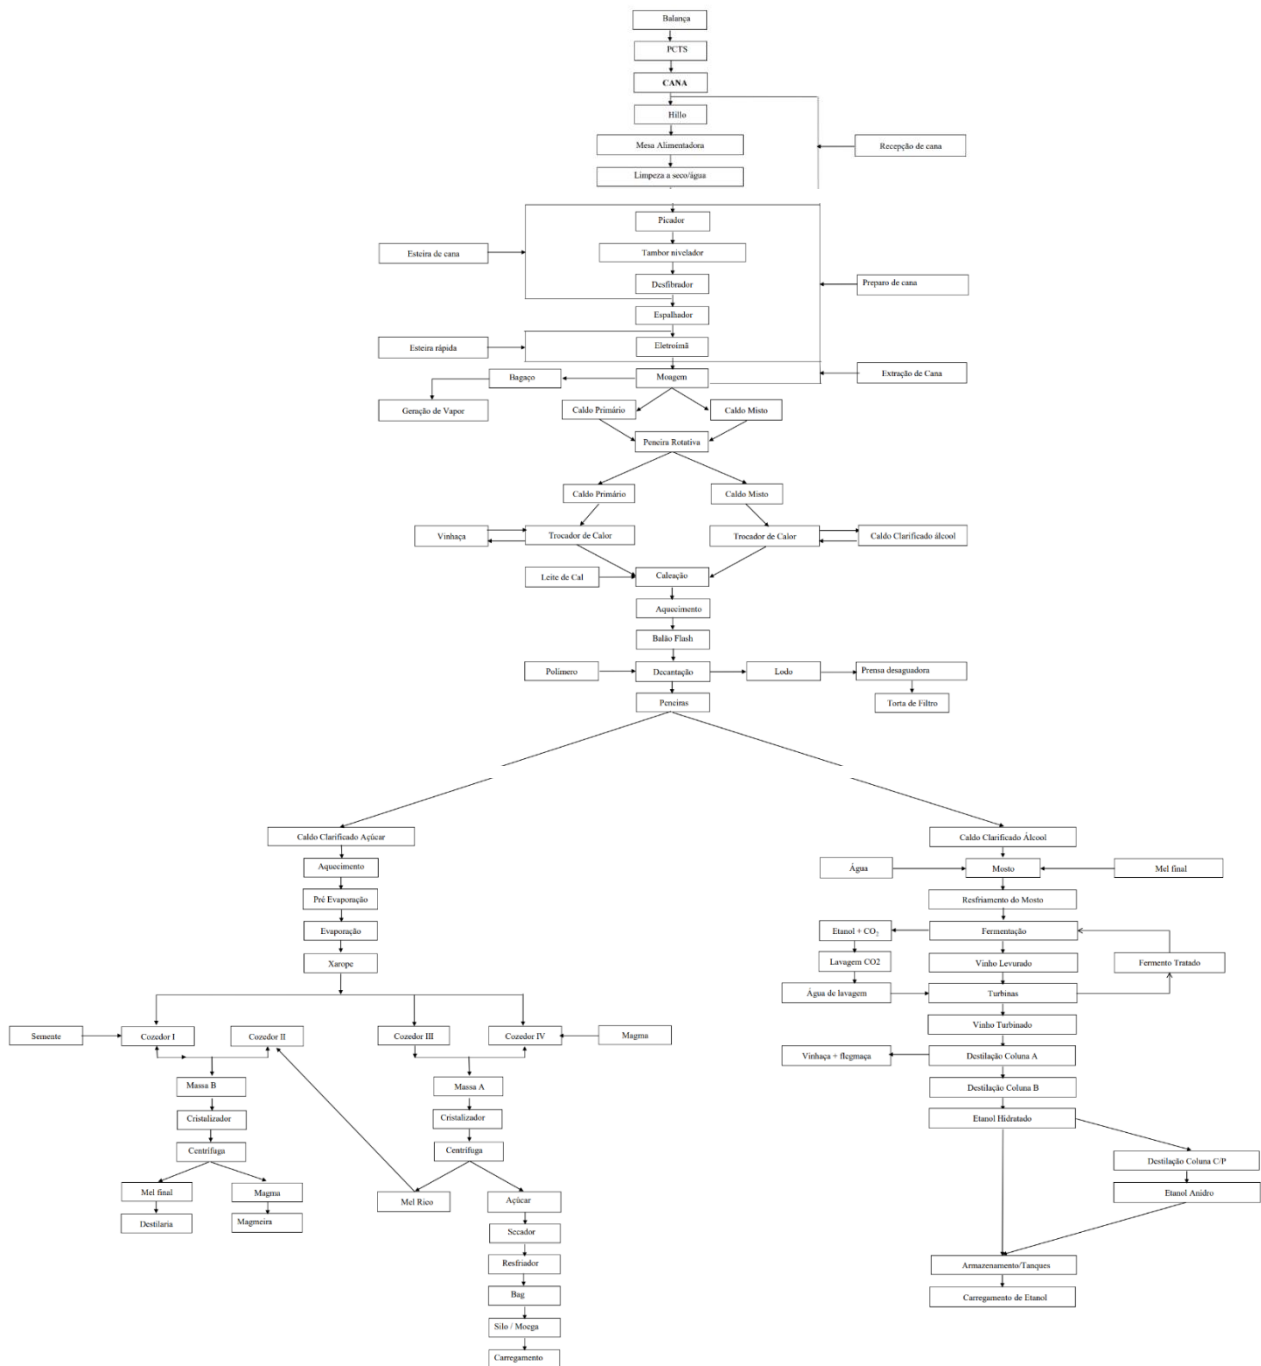 Balança
PCTS
CANA
Hillo
Mesa Alimentadora
Recepção de cana
Limpeza a seco/água
Picador
Esteira de cana
Tambor nivelador
Desfibrador
Preparo de cana
Espalhador
Esteira rápida
Eletroímã
Bagaço
Moagem
Extração de Cana
Geração de Vapor
Caldo Primário
Caldo Misto
Peneira Rotativa
Caldo Primário
Caldo Misto
Vinhaça
Trocador de Calor
Trocador de Calor
Caldo Clarificado álcool
Leite de Cal
Caleação
Aquecimento
Balão Flash
Polímero
Decantação
Lodo
Prensa desaguadora
Peneiras
Torta de Filtro
Caldo Clarificado Açúcar
Aquecimento
Pré Evaporação
Evaporação
Xarope
Semente
Cozedor I
Cozedor II
Cozedor III
Cozedor IV
Magma
Massa B
Massa A
Cristalizador
Cristalizador
Centrífuga
Centrífuga
Mel final
Magma
Mel Rico
Açúcar
Destilaria
Magmeira
Secador
Resfriador
Bag
Silo / Moega
Carregamento
Caldo Clarificado Álcool
Água
Mosto
Mel final
Resfriamento do Mosto
Etanol + CO₂
Fermentação
Lavagem CO2
Vinho Levurado
Fermento Tratado
Água de lavagem
Turbinas
Vinho Turbinado
Vinhaça + flegmaça
Destilação Coluna A
Destilação Coluna B
Etanol Hidratado
Destilação Coluna C/P
Etanol Anidro
Armazenamento/Tanques
Carregamento de Etanol